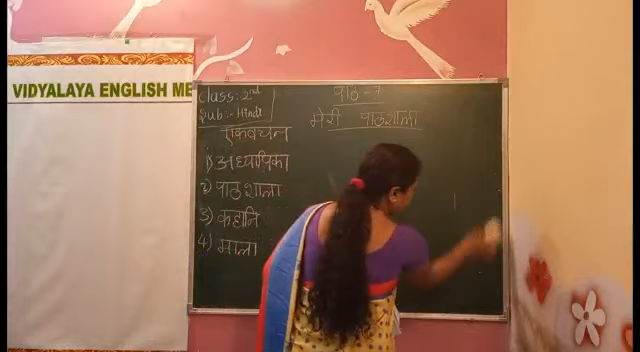 VIDYALAYA ENGLISH ME
Class:- 2nd
Sub:- Hindi
पाठ - 7
मेरी पाठशाला
एकवचन
1) अध्यापिका
2) पाठशाला
3) कहानि
4) माला